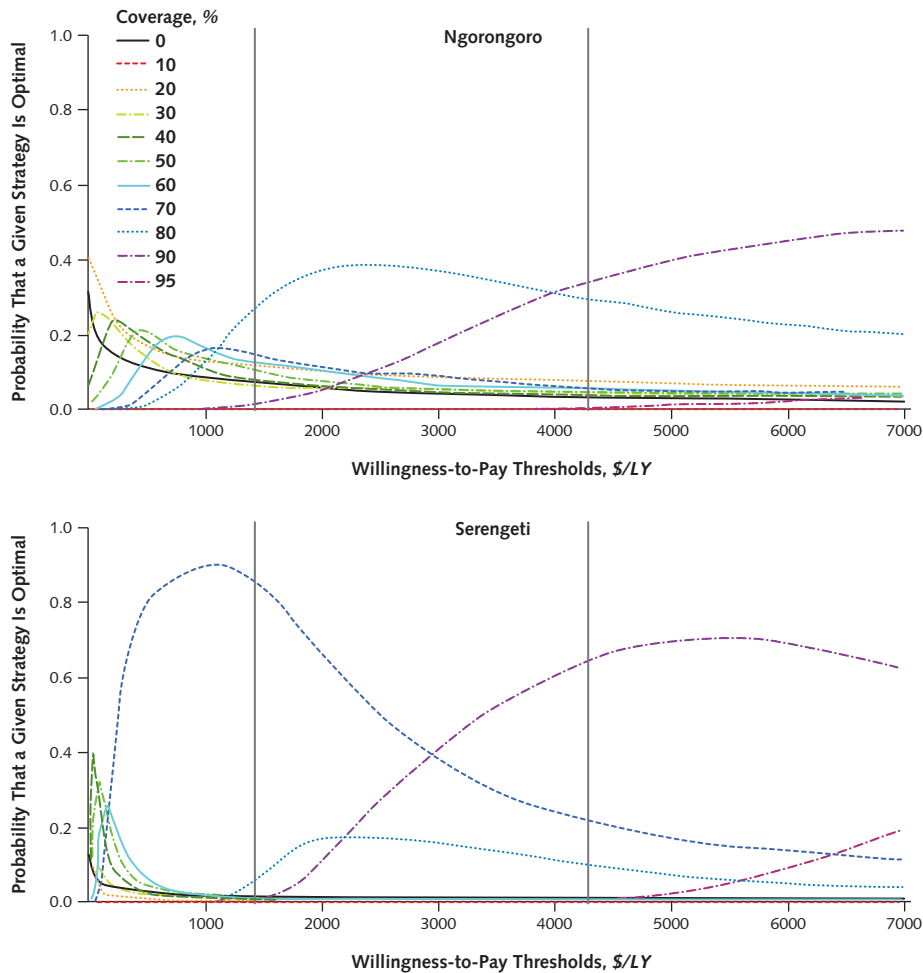 Coverage, %
0
10
20
30
40
50
60
70
80
90
95
Ngorongoro
Probability That a Given Strategy Is Optimal
1.0
0.8
0.6
0.4
0.2
0.0
1000 2000 3000 4000 5000 6000 7000
Willingness-to-Pay Thresholds, $/LY
Serengeti
Probability That a Given Strategy Is Optimal
1.0
0.8
0.6
0.4
0.2
0.0
1000 2000 3000 4000 5000 6000 7000
Willingness-to-Pay Thresholds, $/LY